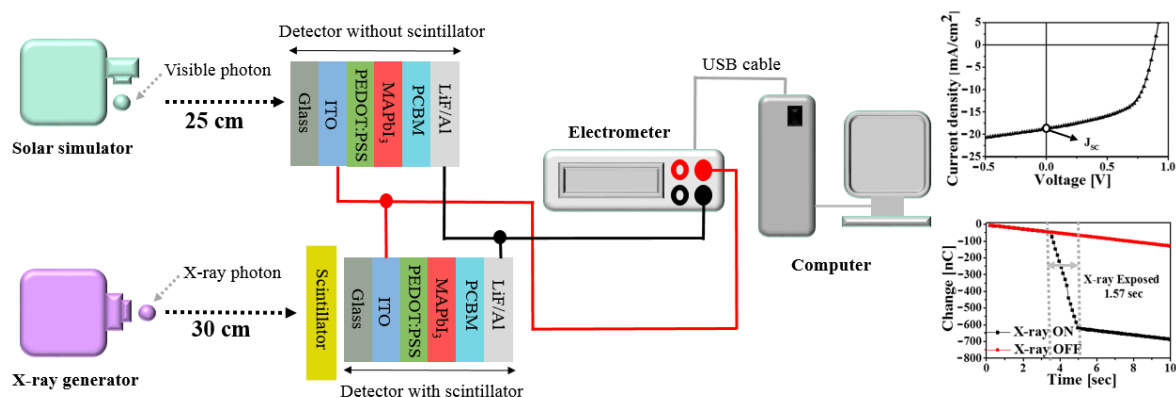 Solar simulator
Visible photon
25 cm
Detector without scintillator
Glass
ITO
PEDOT:PSS
MAPbI3
PCBM
LiF/Al
X-ray generator
X-ray photon
30 cm
Scintillator
Glass
ITO
PEDOT:PSS
MAPbI3
PCBM
LiF/Al
Detector with scintillator
Electrometer
USB cable
Computer
Current density [mA/cm2]
5
0
−5
−10
−15
−20
−25
JSC
-0.5
0.0
0.5
1.0
Voltage [V]
Change [nC]
0
-100
-200
-300
-400
-500
-600
-700
-800
X-ray Exposed
1.57 sec
X-ray ON
X-ray OFF
0
2
4
6
8
10
Time [sec]